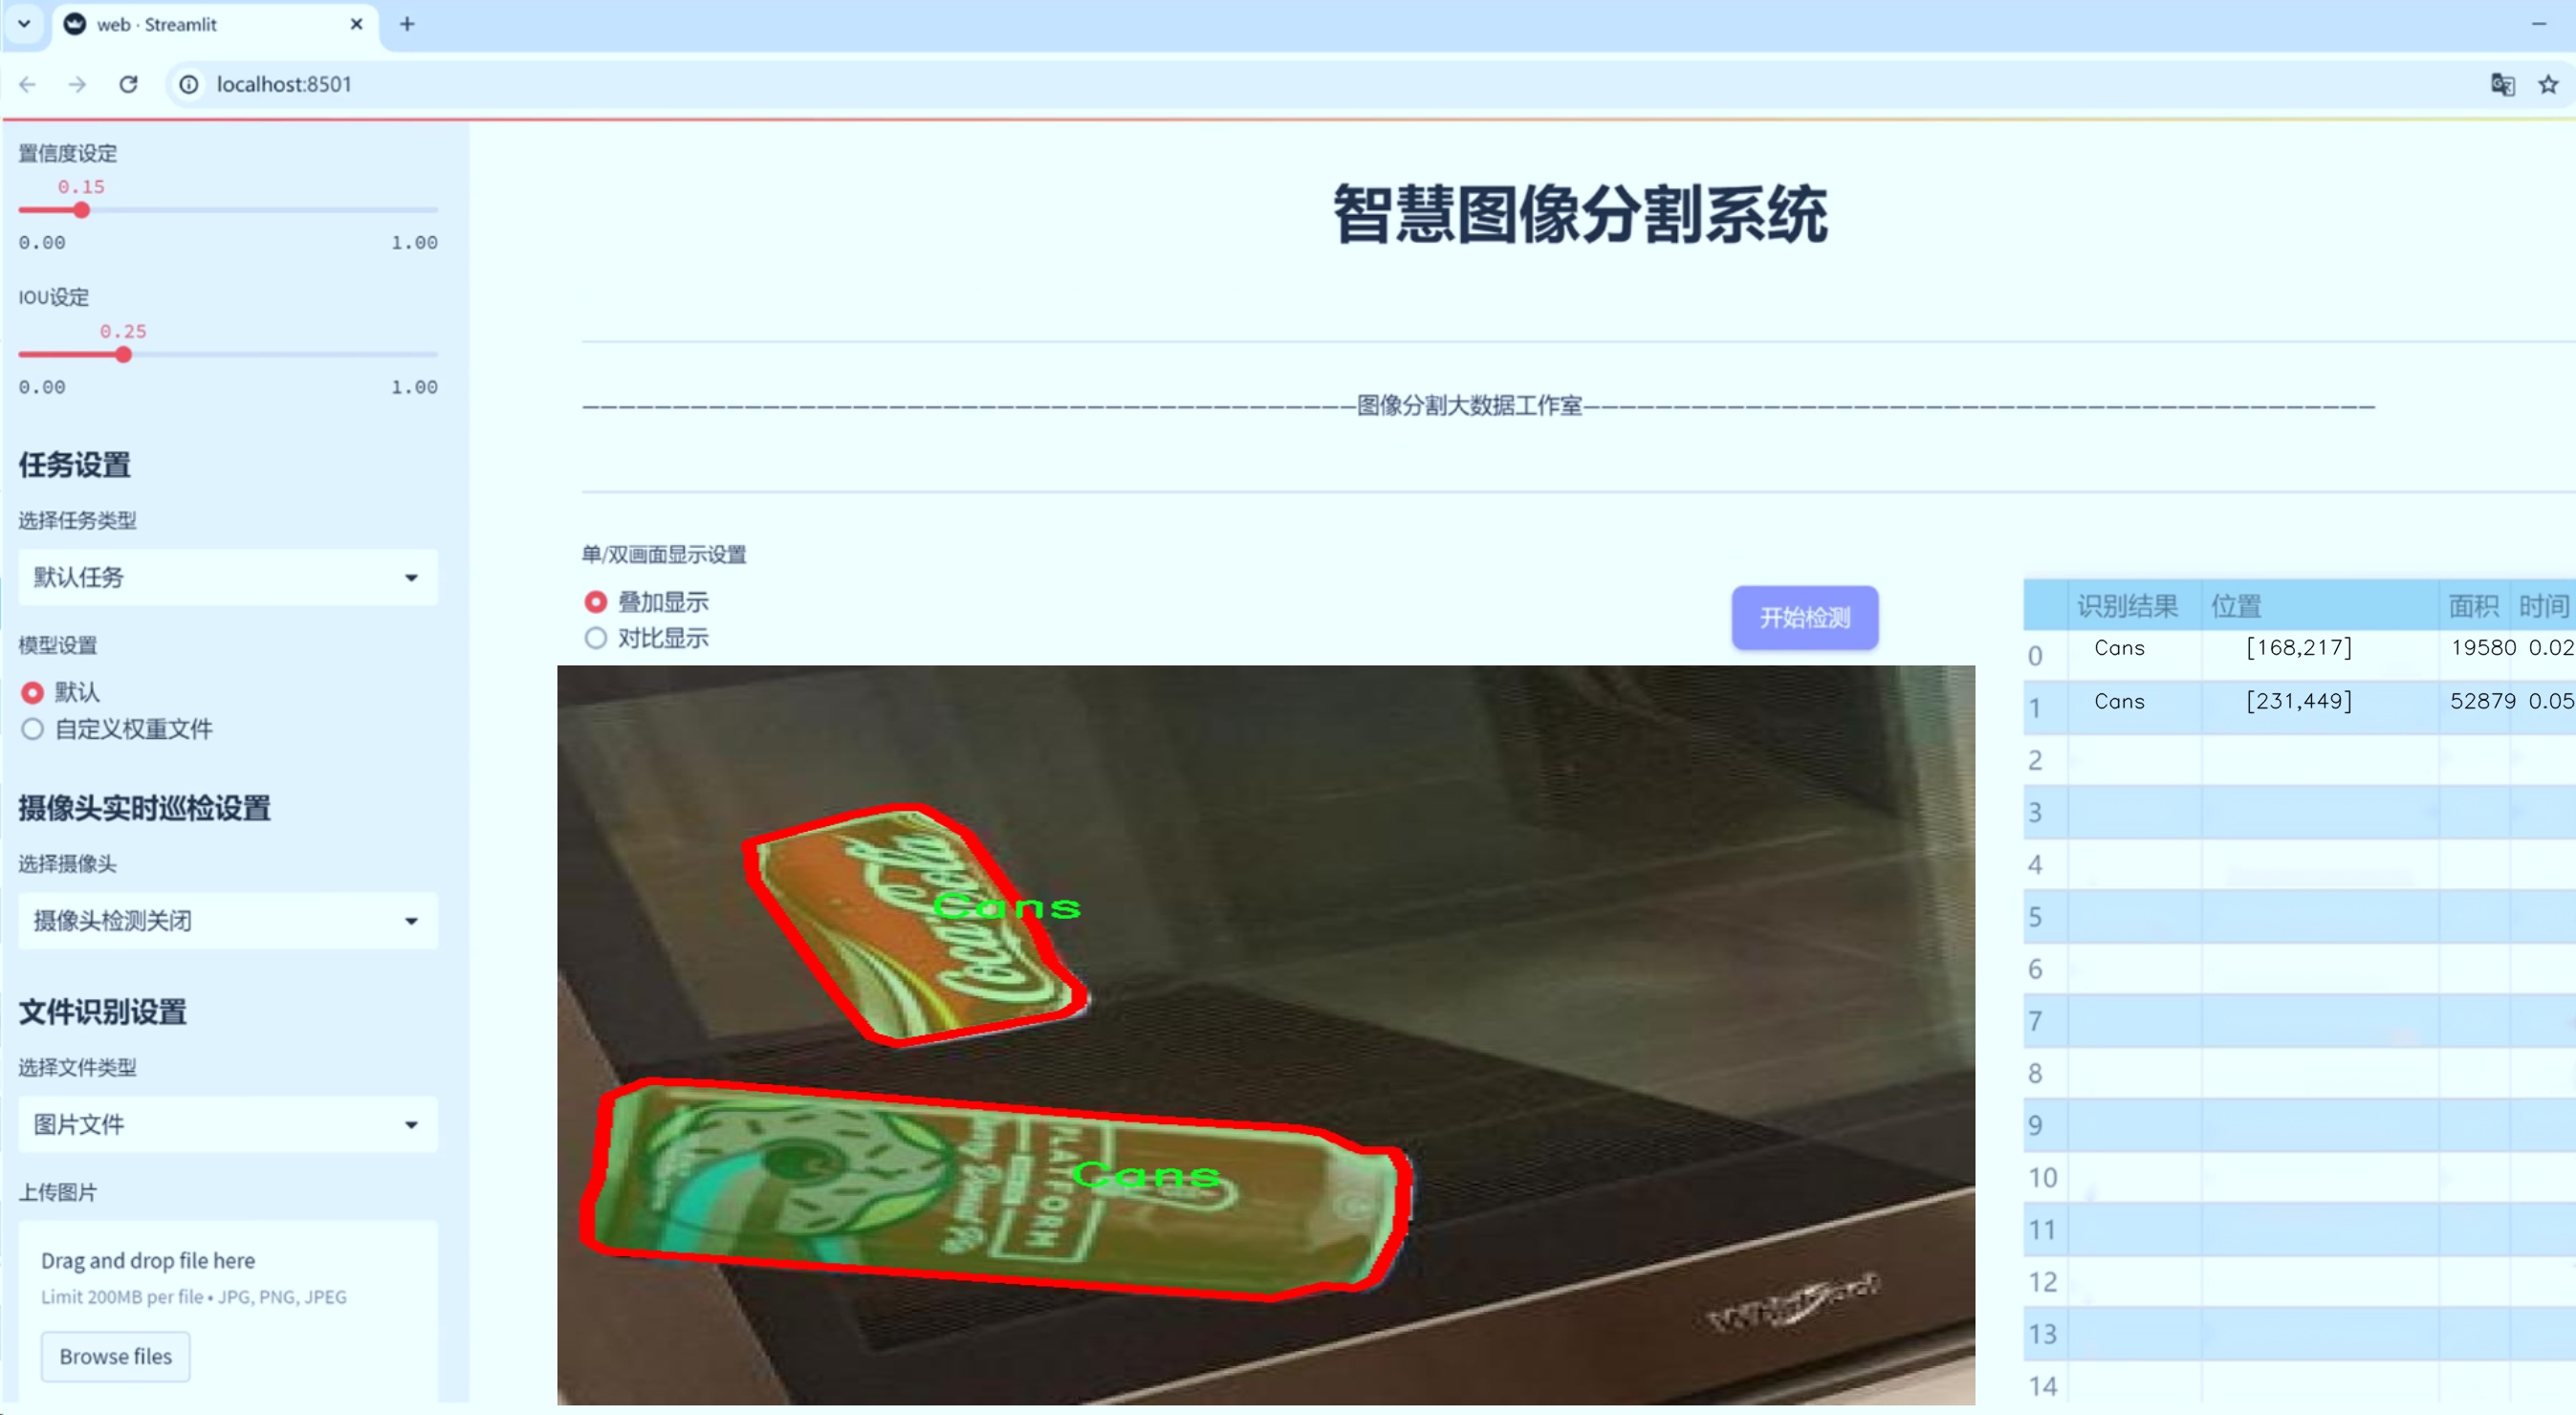 web · Streamlit
localhost:8501
置信度设定
0.15
0.00 1.00
IOU设定
0.25
0.00 1.00
任务设置
选择任务类型
默认任务
模型设置
默认
自定义权重文件
摄像头实时巡检设置
选择摄像头
摄像头检测关闭
文件识别设置
选择文件类型
图片文件
上传图片
Drag and drop file here
Limit 200MB per file • JPG, PNG, JPEG
Browse files
智慧图像分割系统
图像分割大数据工作室
单/双画面显示设置
叠加显示
对比显示
开始检测
Cans
Cans
PLATFORM
识别结果 位置 面积 时间
0 Cans [168,217] 19580 0.02
1 Cans [231,449] 52879 0.05
2
3
4
5
6
7
8
9
10
11
12
13
14